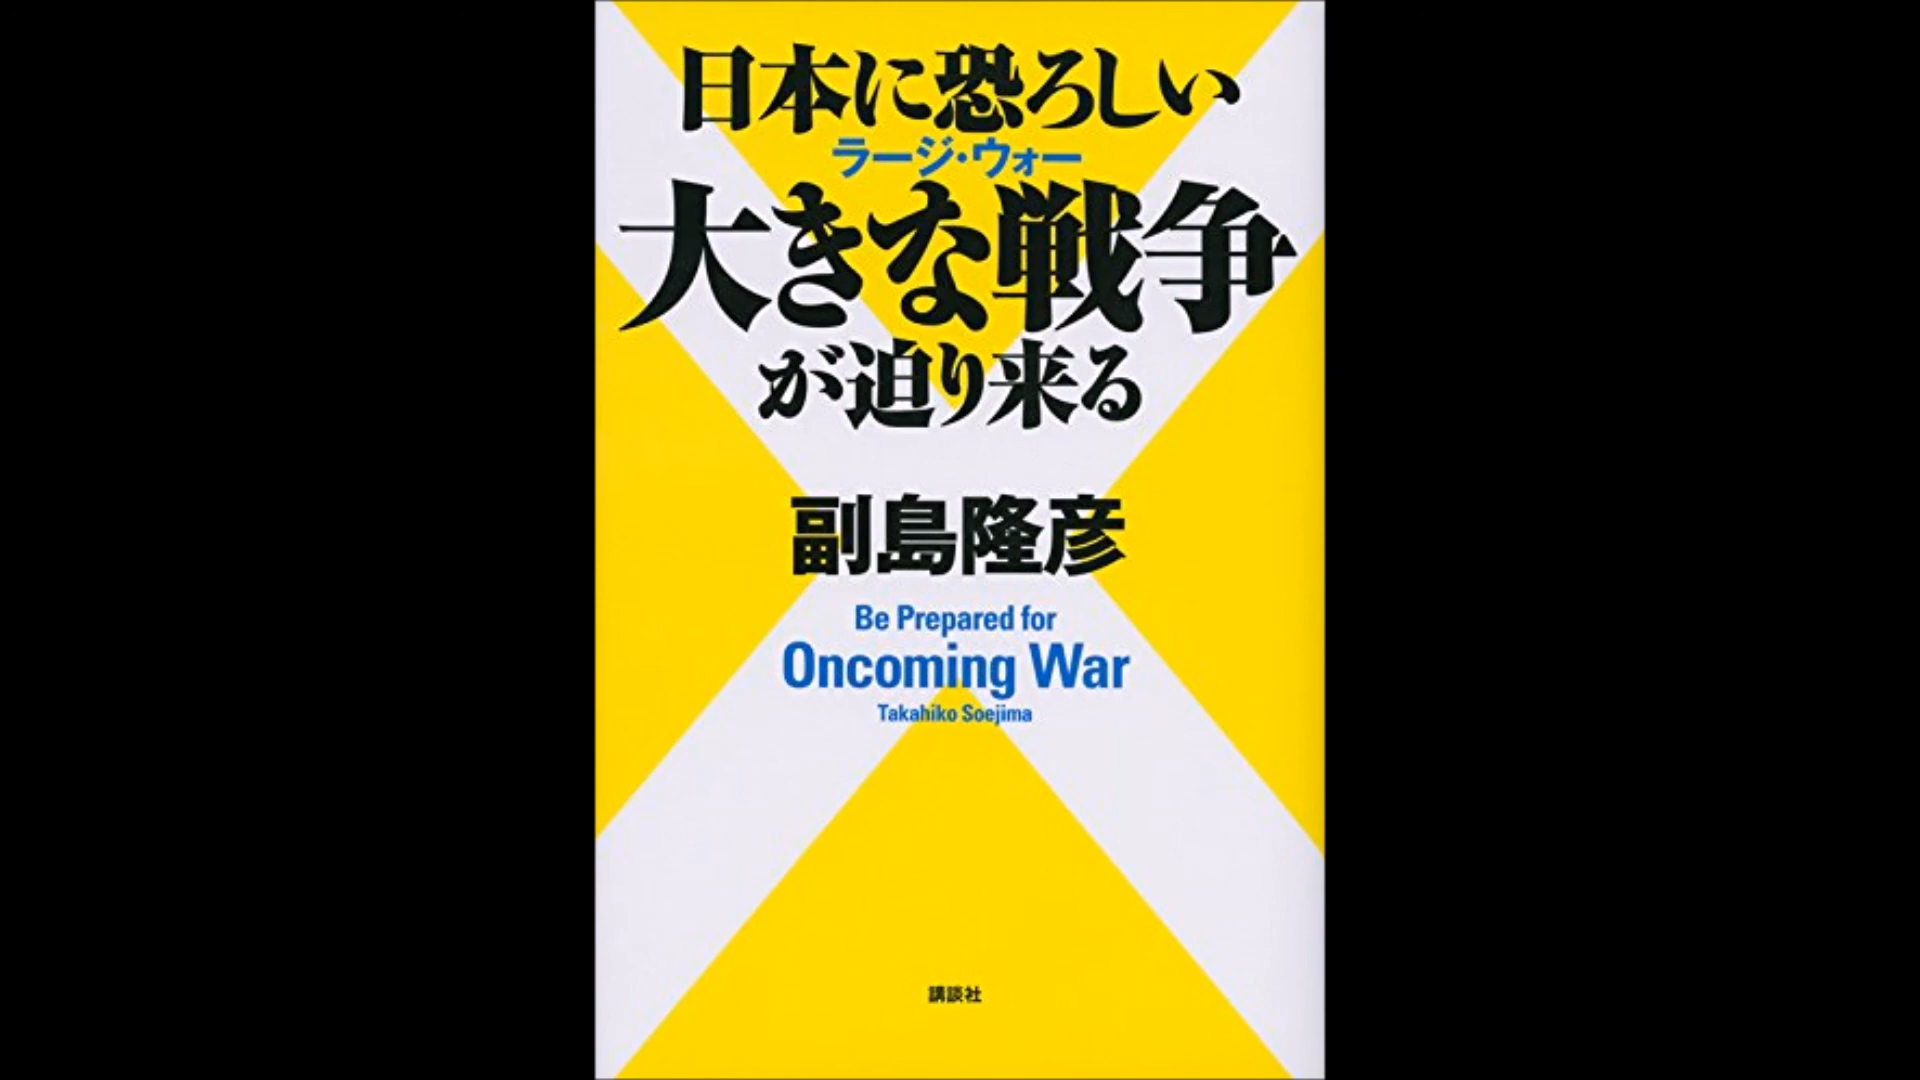 日本に恐ろしい
ラージ・ウォー
大きな戦争
が迫り来る
副島隆彦
Be Prepared for
Oncoming War
Takahiko Soejima
講談社